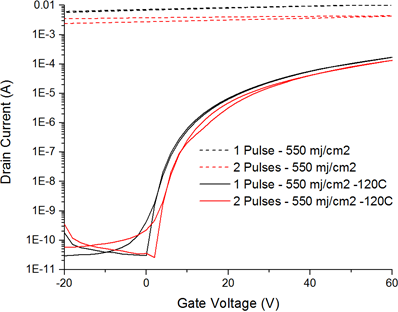 0.01
1E-3
1E-4
1E-5
1E-6
1E-7
1E-8
1E-9
1E-10
1E-11
Drain Current (A)
1 Pulse - 550 mj/cm2
2 Pulses - 550 mj/cm2
1 Pulse - 550 mj/cm2 -120C
2 Pulses - 550 mj/cm2 -120C
-20 0 20 40 60
Gate Voltage (V)